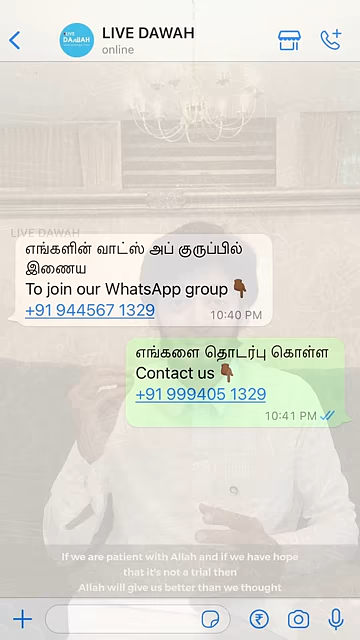 LIVE DAWAH
online
LIVE DAWAH
எங்களின் வாட்ஸ் அப் குருப்பில்
இணைய
To join our WhatsApp group 👇🏾
+91 944567 1329
10:40 PM
எங்களை தொடர்பு கொள்ள
Contact us 👇🏾
+91 999405 1329
10:41 PM
If we are patient with Allah and if we have hope
that it's not a trial then
Allah will give us better than we thought